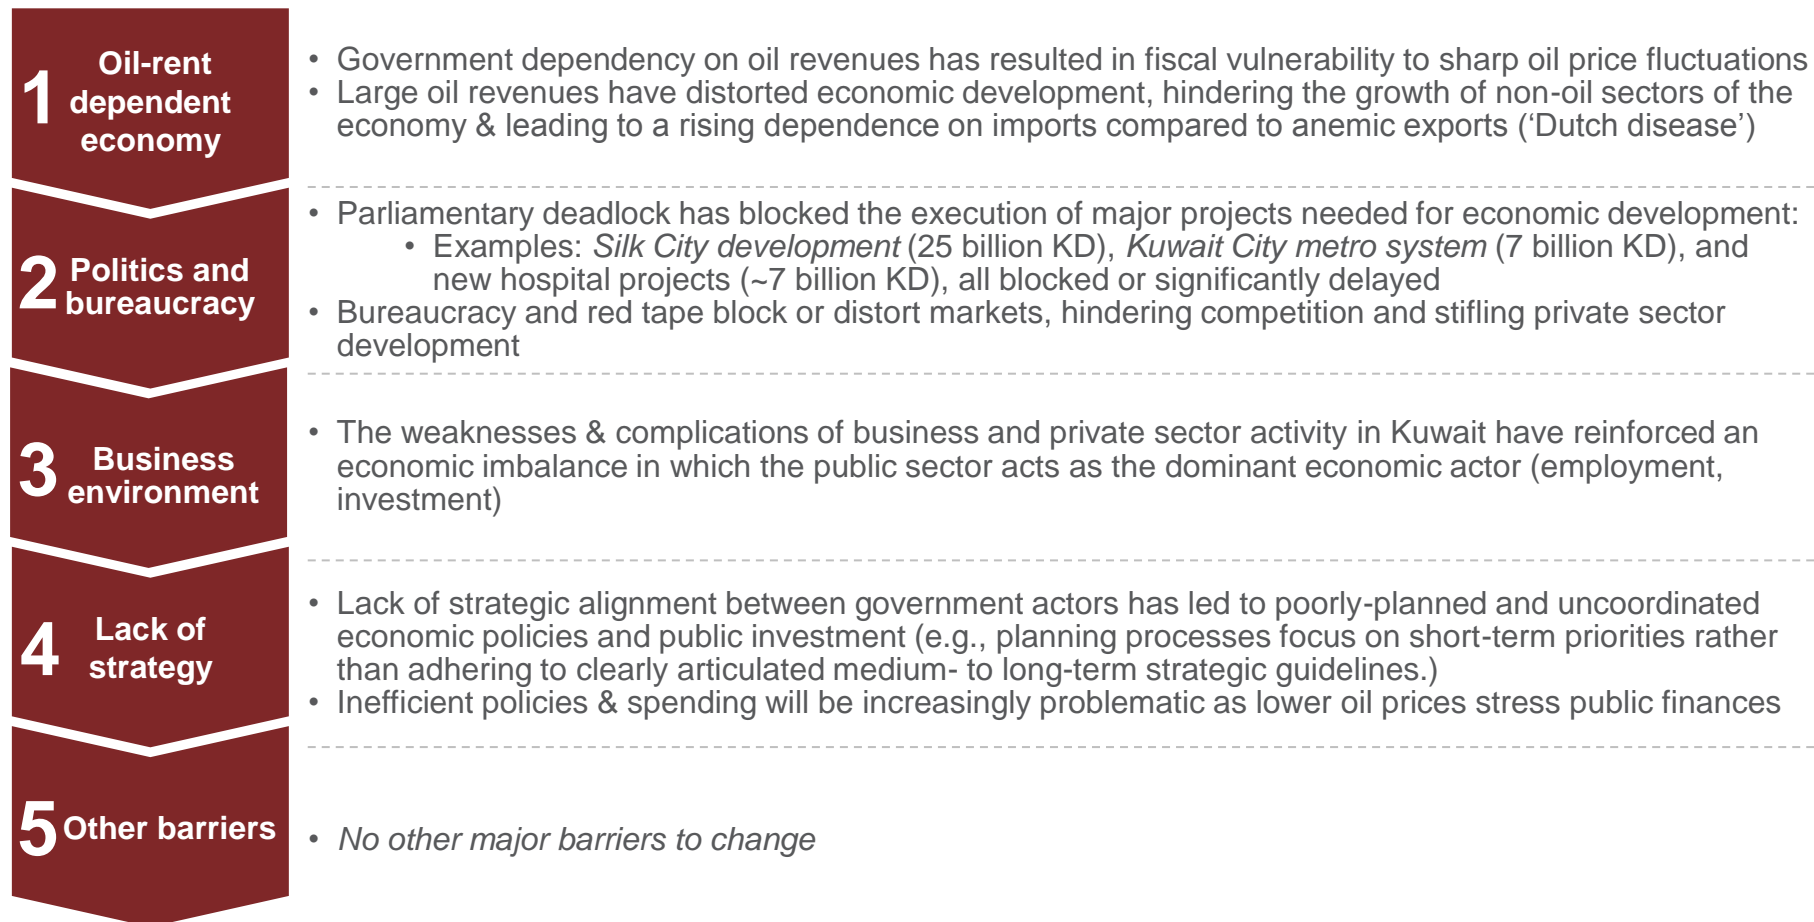 1
Oil-rent
dependent
economy
• Government dependency on oil revenues has resulted in fiscal vulnerability to sharp oil price fluctuations
• Large oil revenues have distorted economic development, hindering the growth of non-oil sectors of the
economy & leading to a rising dependence on imports compared to anemic exports (‘Dutch disease’)
2
Politics and
bureaucracy
• Parliamentary deadlock has blocked the execution of major projects needed for economic development:
• Examples: Silk City development (25 billion KD), Kuwait City metro system (7 billion KD), and
new hospital projects (~7 billion KD), all blocked or significantly delayed
• Bureaucracy and red tape block or distort markets, hindering competition and stifling private sector
development
3
Business
environment
• The weaknesses & complications of business and private sector activity in Kuwait have reinforced an
economic imbalance in which the public sector acts as the dominant economic actor (employment,
investment)
4
Lack of
strategy
• Lack of strategic alignment between government actors has led to poorly-planned and uncoordinated
economic policies and public investment (e.g., planning processes focus on short-term priorities rather
than adhering to clearly articulated medium- to long-term strategic guidelines.)
• Inefficient policies & spending will be increasingly problematic as lower oil prices stress public finances
5
Other barriers
• No other major barriers to change